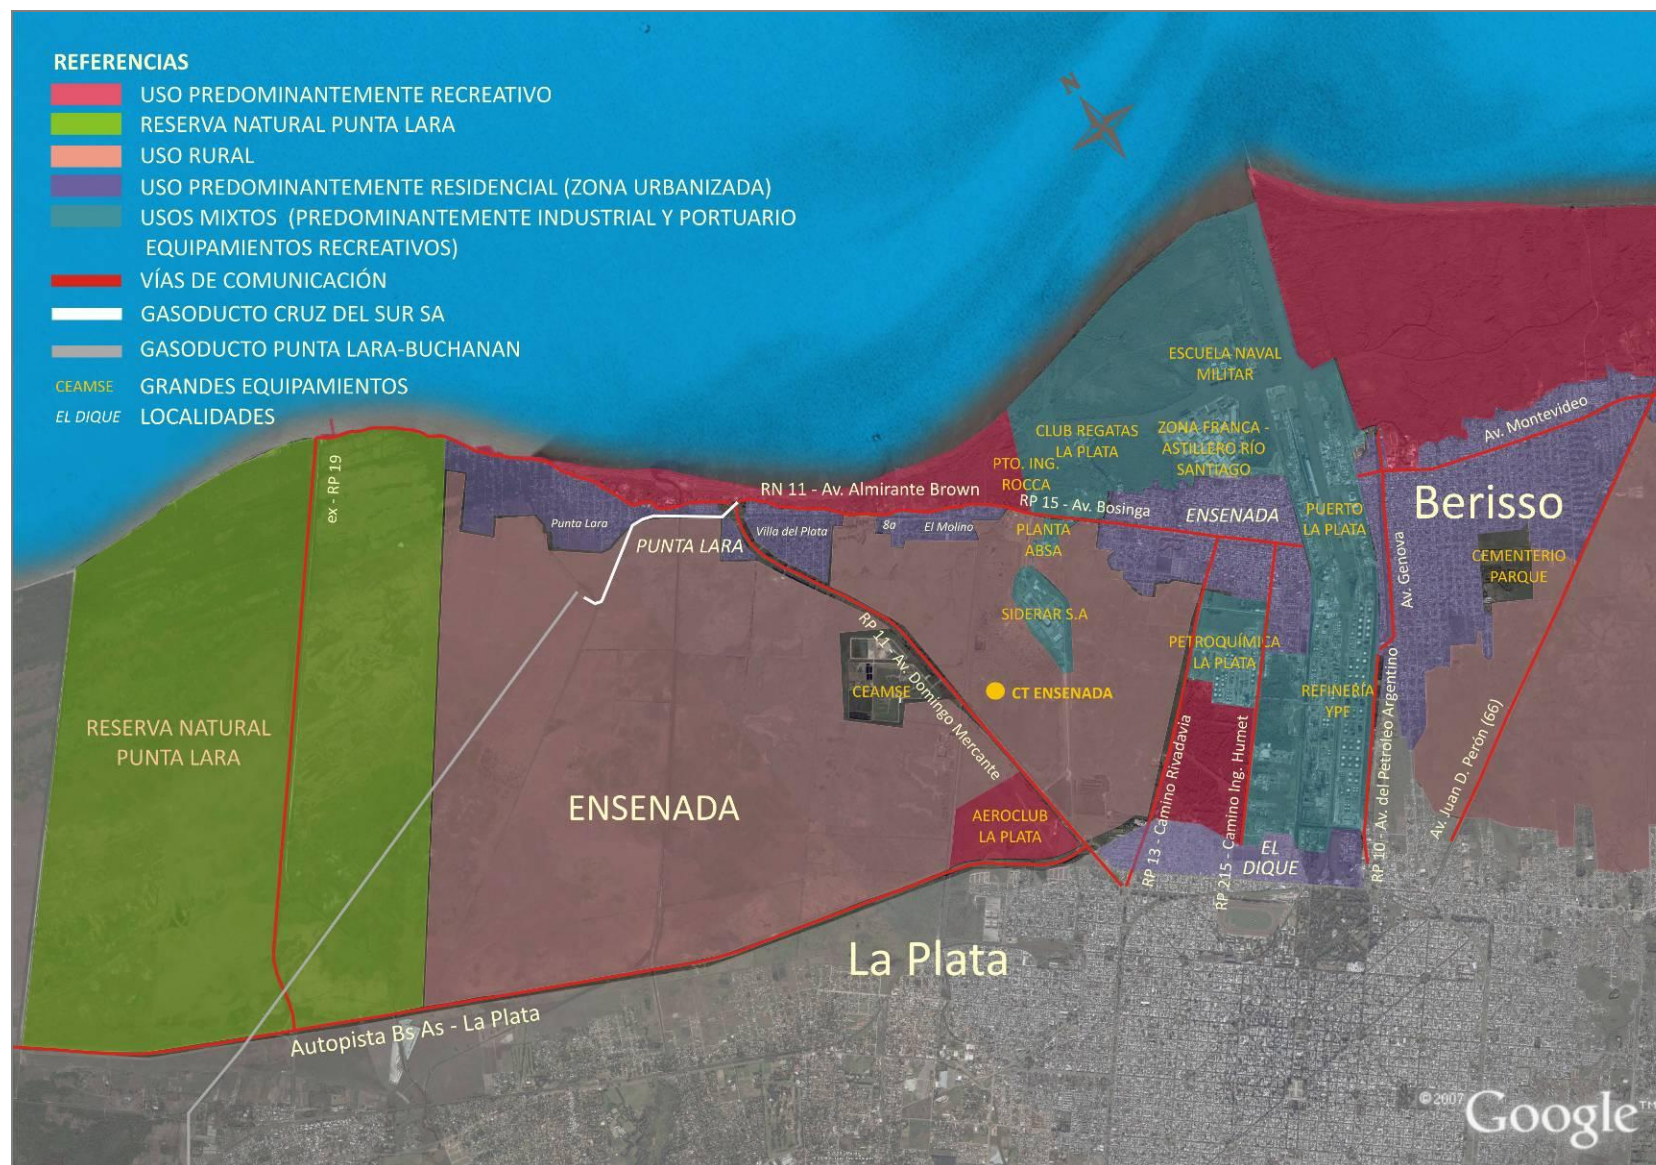 REFERENCIAS
USO PREDOMINANTEMENTE RECREATIVO
RESERVA NATURAL PUNTA LARA
USO RURAL
USO PREDOMINANTEMENTE RESIDENCIAL (ZONA URBANIZADA)
USOS MIXTOS (PREDOMINANTEMENTE INDUSTRIAL Y PORTUARIO
EQUIPAMIENTOS RECREATIVOS)
VÍAS DE COMUNICACIÓN
GASODUCTO CRUZ DEL SUR SA
GASODUCTO PUNTA LARA-BUCHANAN
CEAMSE GRANDES EQUIPAMIENTOS
EL DIQUE LOCALIDADES
N
ESCUELA NAVAL
MILITAR
CLUB REGATAS
LA PLATA
ZONA FRANCA -
ASTILLERO RÍO
SANTIAGO
PTO. ING.
ROCCA
Av. Montevideo
ex - RP 19
RN 11 - Av. Almirante Brown
RP 15 - Av. Bosinga
ENSENADA
PUERTO
LA PLATA
Berisso
Punta Lara
PUNTA LARA
Villa del Plata
8a
El Molino
PLANTA
ABSA
Av. Genova
CEMENTERIO
PARQUE
SIDERAR S.A
PETROQUÍMICA
LA PLATA
RP 11 - Av. Domingo Mercante
CEAMSE
CT ENSENADA
REFINERÍA
YPF
RESERVA NATURAL
PUNTA LARA
ENSENADA
AEROCLUB
LA PLATA
RP 13 - Camino Rivadavia
RP 215 - Camino Ing. Humet
EL
DIQUE
RP 10 - Av. del Petroleo Argentino
Av. Juan D. Perón (66)
La Plata
Autopista Bs As - La Plata
©2007 Google™